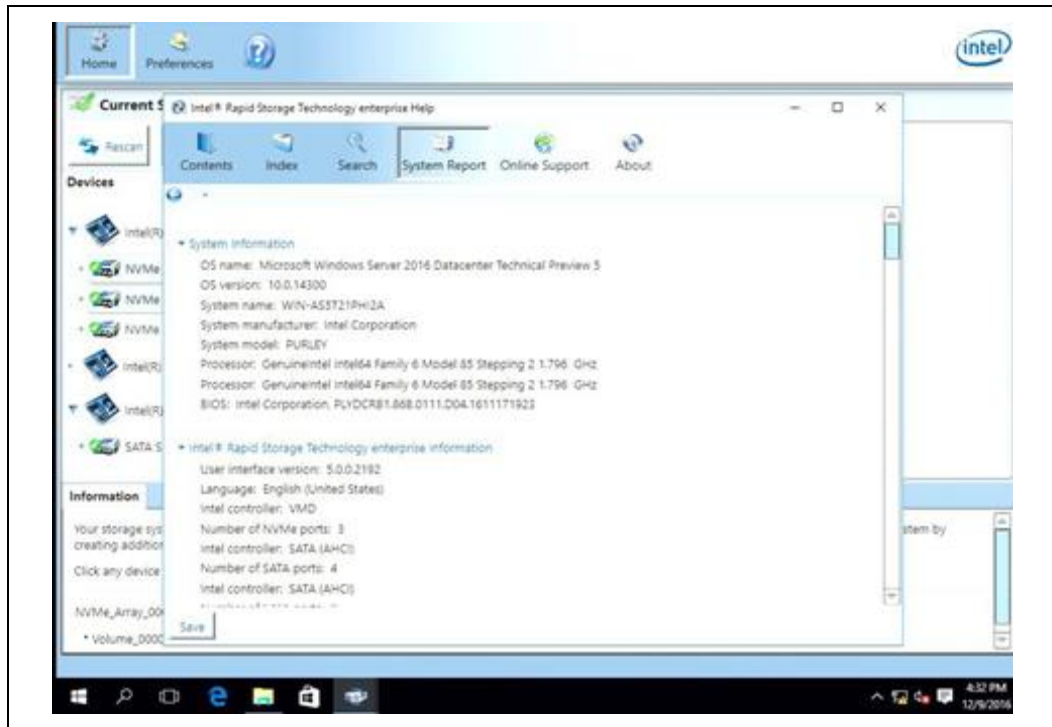 Home Preferences
intel
Current S
Intel® Rapid Storage Technology enterprise Help
Rescan
Contents Index Search System Report Online Support About
Devices
Intel(R)
NVMe
NVMe
NVMe
Intel(R)
Intel(R)
SATA S
System Information
OS name: Microsoft Windows Server 2016 Datacenter Technical Preview 5
OS version: 10.0.14300
System name: WIN-AS5721PHI2A
System manufacturer: Intel Corporation
System model: PURLEY
Processor: GenuineIntel Intel64 Family 6 Model 85 Stepping 2 1.796 GHz
Processor: GenuineIntel Intel64 Family 6 Model 85 Stepping 2 1.796 GHz
BIOS: Intel Corporation, PLYDCRB1.868.0111.D04.1611171923
Intel® Rapid Storage Technology enterprise information
User interface version: 5.0.0.2192
Language: English (United States)
Intel controller: VMD
Number of NVMe ports: 3
Intel controller: SATA (AHCI)
Number of SATA ports: 4
Intel controller: SATA (AHCI)
Save
Information
Your storage sys
stem by
creating addition
Click any device
NVMe_Array_00
Volume_0000
4:32 PM
12/9/2016